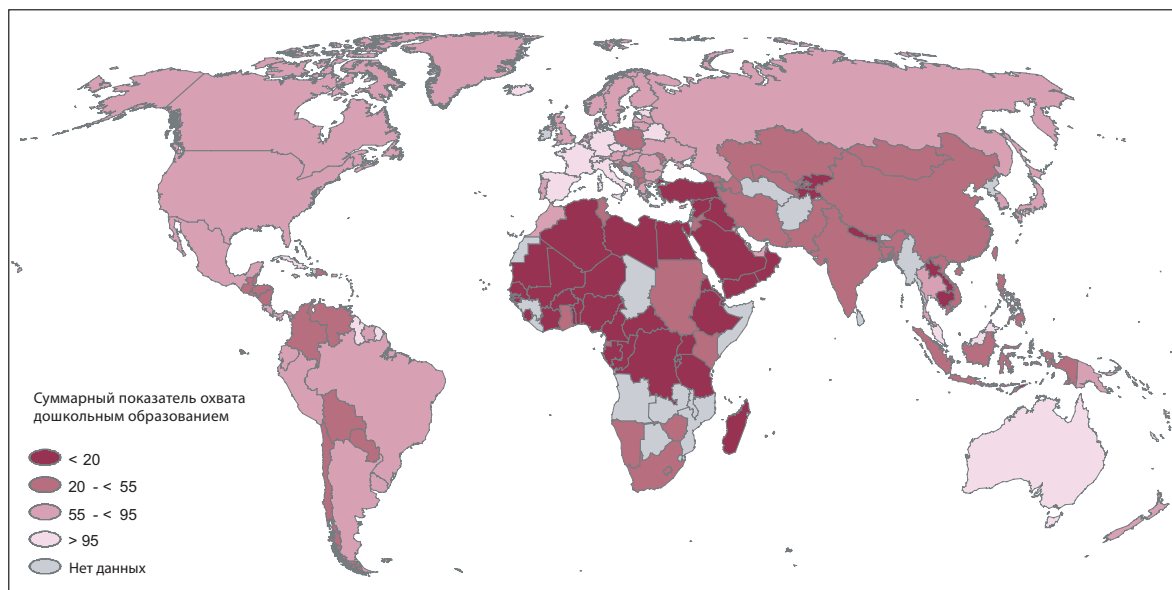 Суммарный показатель охвата
дошкольным образованием
< 20
20 - < 55
55 - < 95
> 95
Нет данных